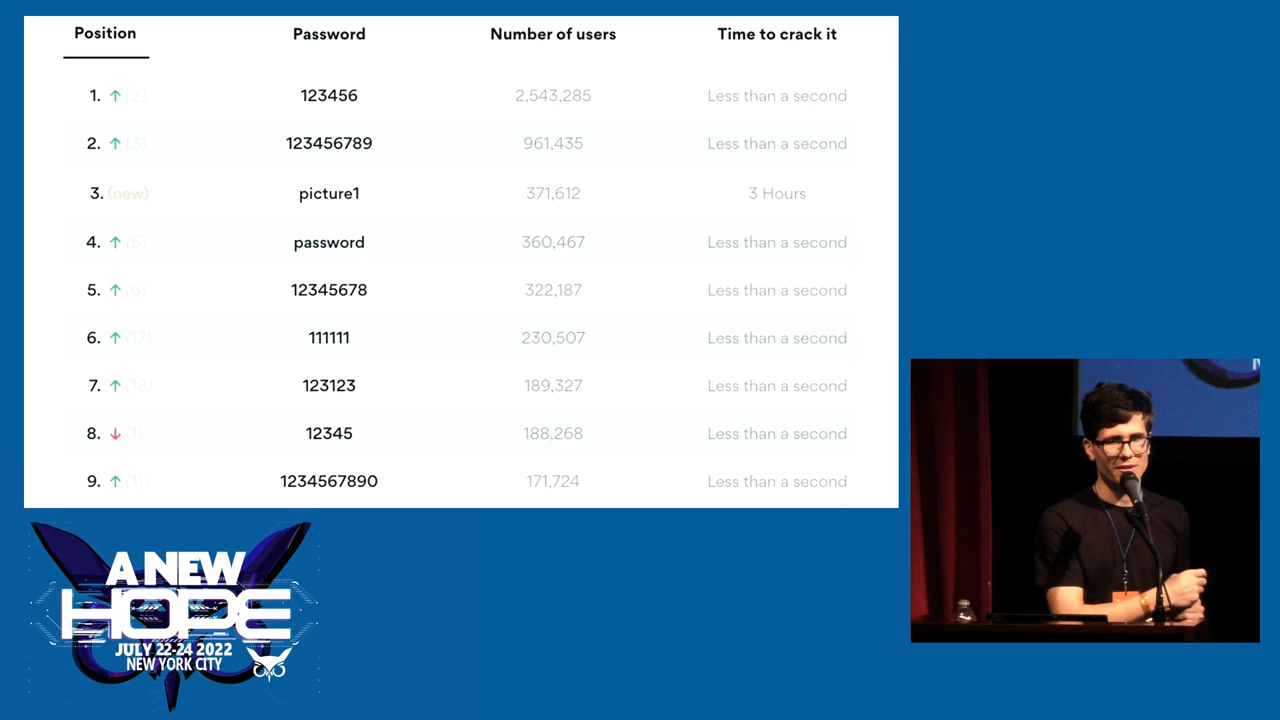 Position Password Number of users Time to crack it
1. ↑ (2) 123456 2,543,285 Less than a second
2. ↑ (3) 123456789 961,435 Less than a second
3. (new) picture1 371,612 3 Hours
4. ↑ (5) password 360,467 Less than a second
5. ↑ (6) 12345678 322,187 Less than a second
6. ↑ (17) 111111 230,507 Less than a second
7. ↑ (18) 123123 189,327 Less than a second
8. ↓ (1) 12345 188,268 Less than a second
9. ↑ (11) 1234567890 171,724 Less than a second
A NEW
HOPE
JULY 22-24 2022
NEW YORK CITY